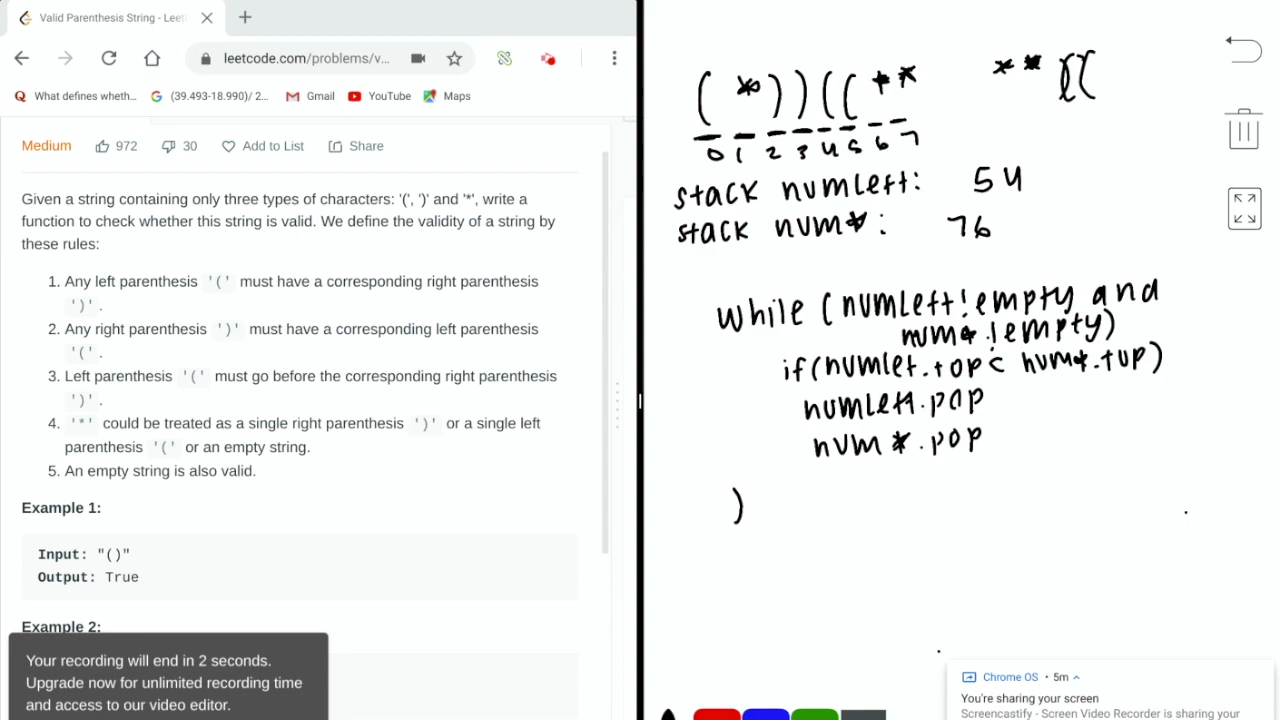 Valid Parenthesis String - Leet
leetcode.com/problems/v...
What defines wheth...
(39.493-18.990)/ 2...
Gmail
YouTube
Maps
Medium
972
30
Add to List
Share
Given a string containing only three types of characters: '(', ')' and '*', write a
function to check whether this string is valid. We define the validity of a string by
these rules:
1. Any left parenthesis '(' must have a corresponding right parenthesis
')'.
2. Any right parenthesis ')' must have a corresponding left parenthesis
'('.
3. Left parenthesis '(' must go before the corresponding right parenthesis
')'.
4. '*' could be treated as a single right parenthesis ')' or a single left
parenthesis '(' or an empty string.
5. An empty string is also valid.
Example 1:
Input: "()"
Output: True
Example 2:
Your recording will end in 2 seconds.
Upgrade now for unlimited recording time
and access to our video editor.
( * ) ) ( ( * *
* * ( (
0 1 2 3 4 5 6 7
stack numLeft: 5 4
stack num*: 7 6
while (numleft!empty and
num*.!empty)
if(numlet.top < num*.top)
numleft.pop
num*.pop
)
Chrome OS • 5m
You're sharing your screen
Screencastify - Screen Video Recorder is sharing your